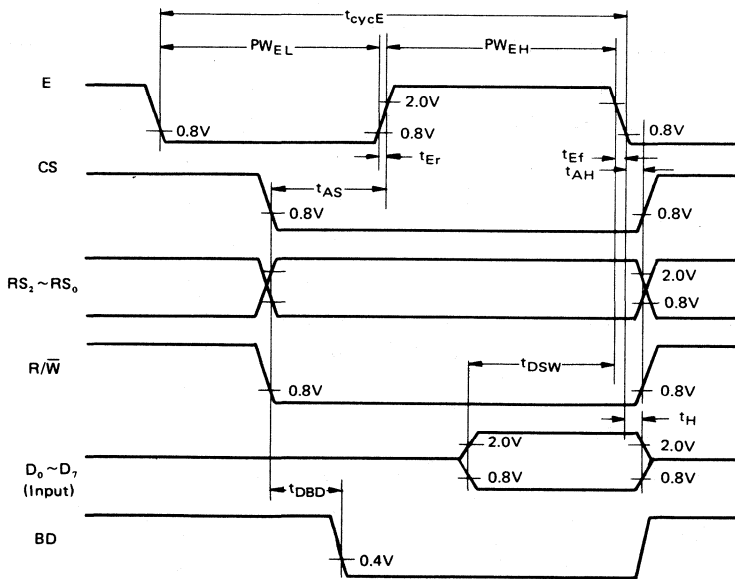 tcycE
PWEL
PWEH
E
2.0V
0.8V
0.8V
0.8V
tEr
tEf
tAH
CS
tAS
0.8V
0.8V
RS2~RS0
2.0V
0.8V
R/W̅
tDSW
0.8V
0.8V
tH
2.0V
2.0V
D0~D7
(Input)
0.8V
0.8V
tDBD
BD
0.4V